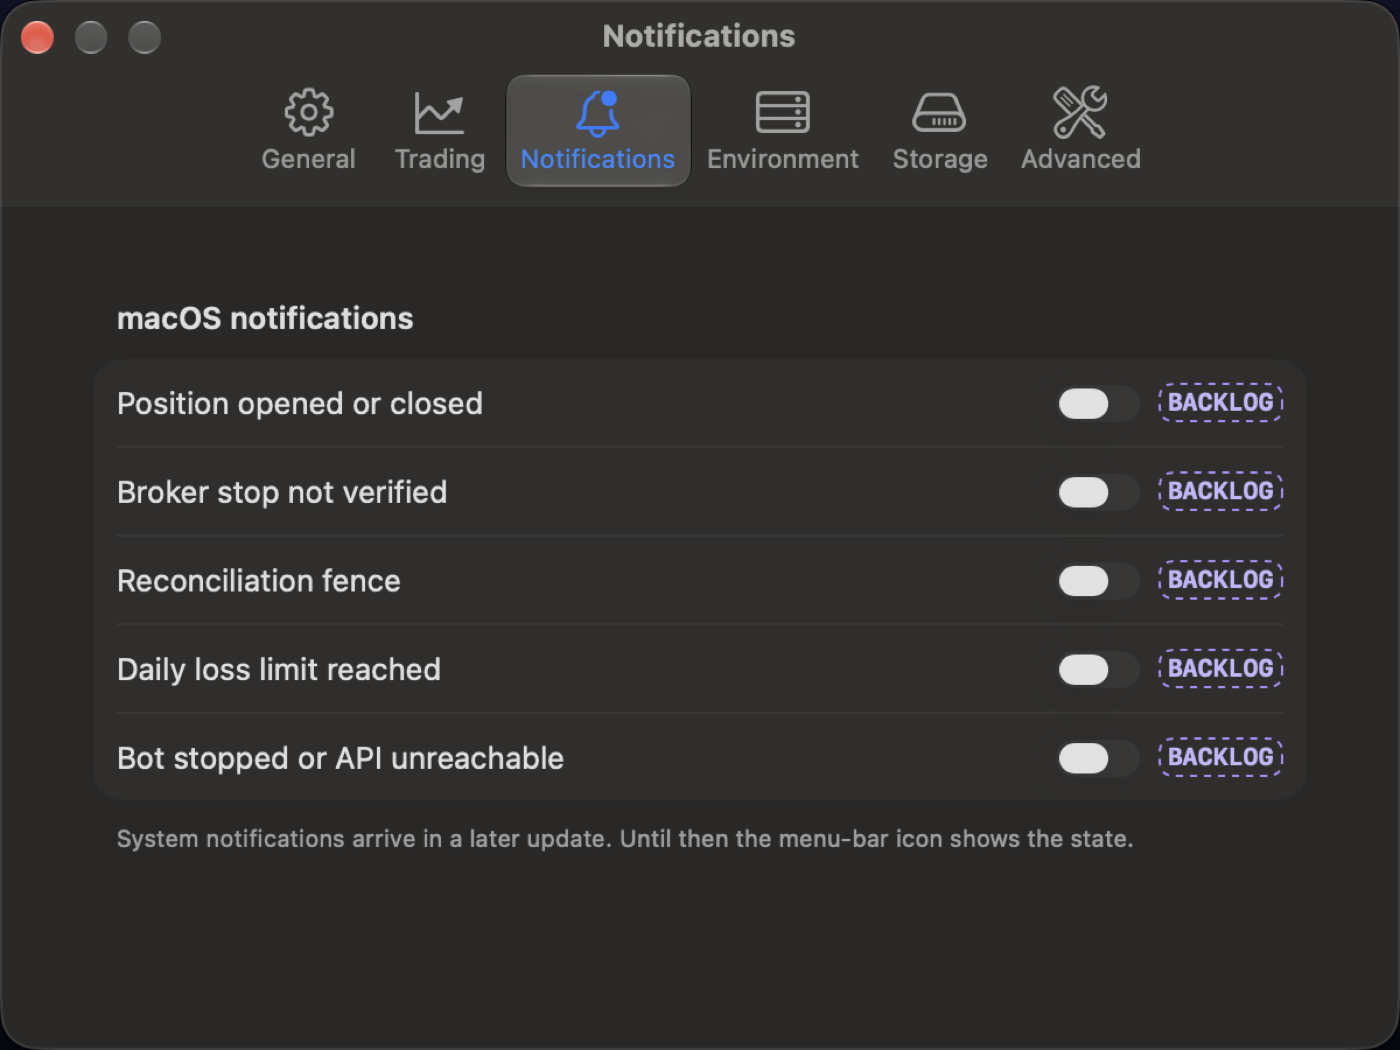 Notifications
General
Trading
Notifications
Environment
Storage
Advanced
macOS notifications
Position opened or closed BACKLOG
Broker stop not verified BACKLOG
Reconciliation fence BACKLOG
Daily loss limit reached BACKLOG
Bot stopped or API unreachable BACKLOG
System notifications arrive in a later update. Until then the menu-bar icon shows the state.